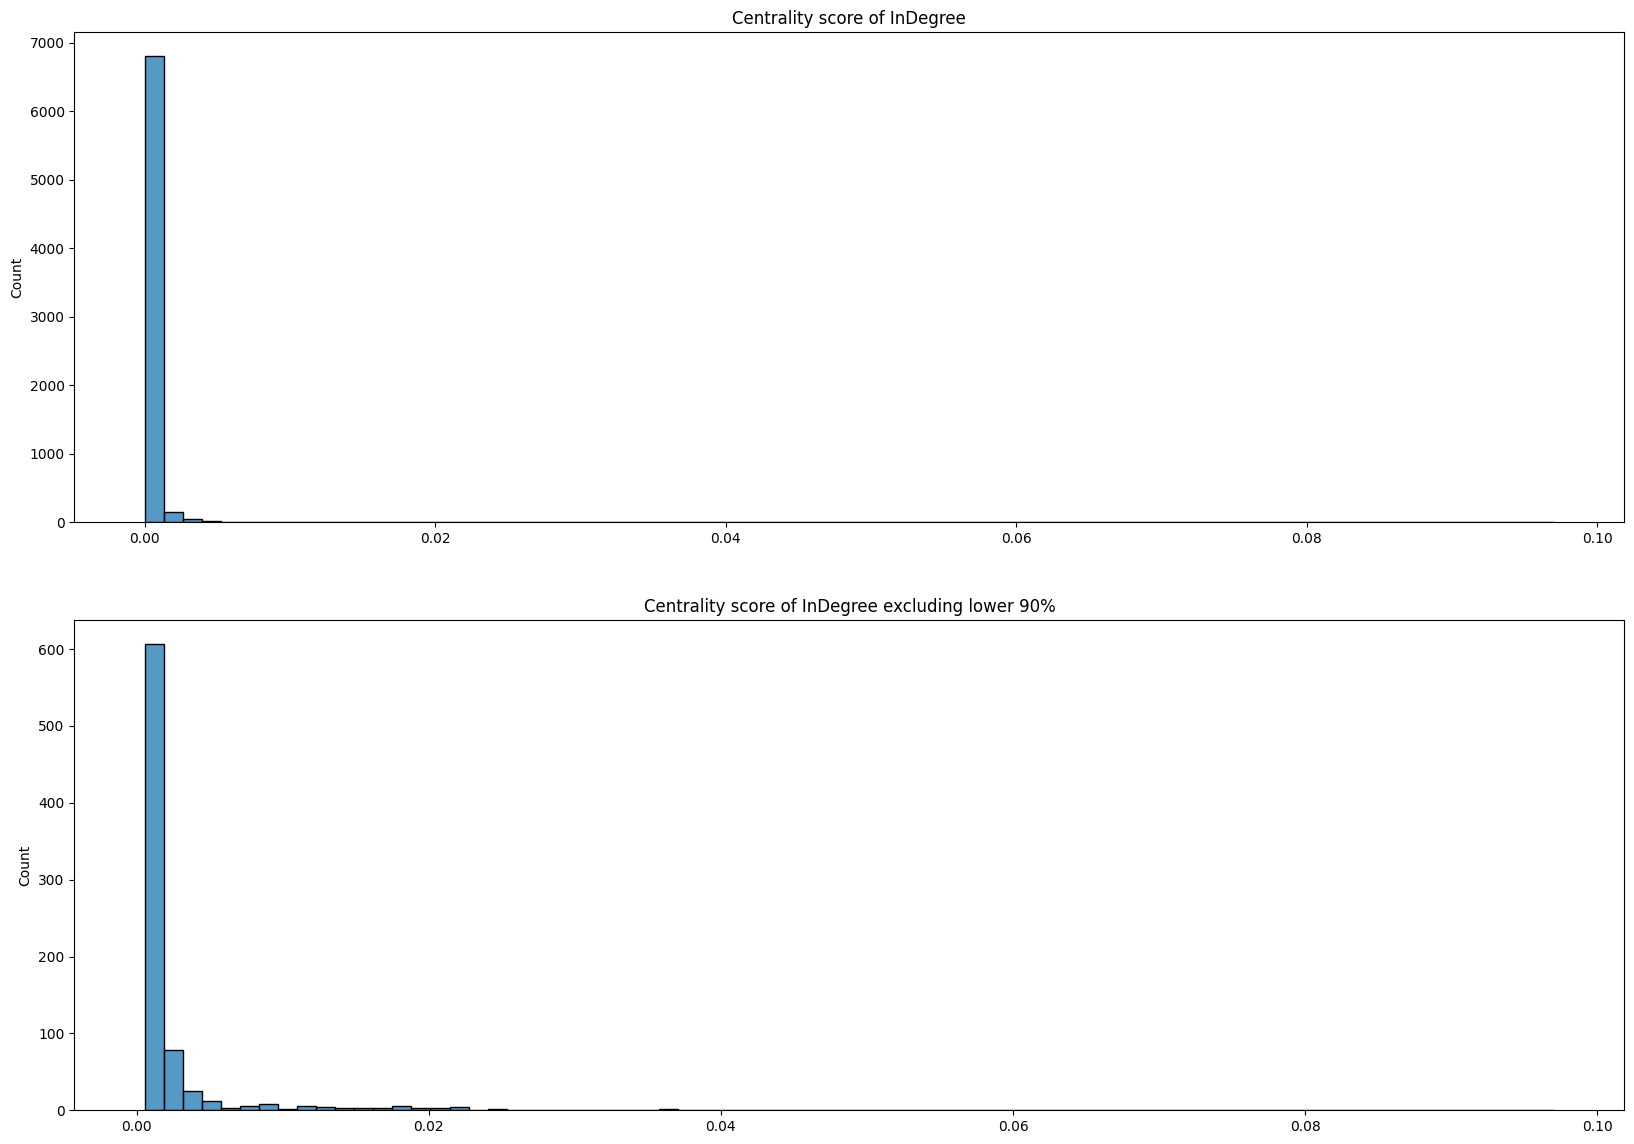 Centrality score of InDegree
7000
6000
5000
4000
3000
2000
1000
0
Count
0.00 0.02 0.04 0.06 0.08 0.10
Centrality score of InDegree excluding lower 90%
600
500
400
300
200
100
0
Count
0.00 0.02 0.04 0.06 0.08 0.10